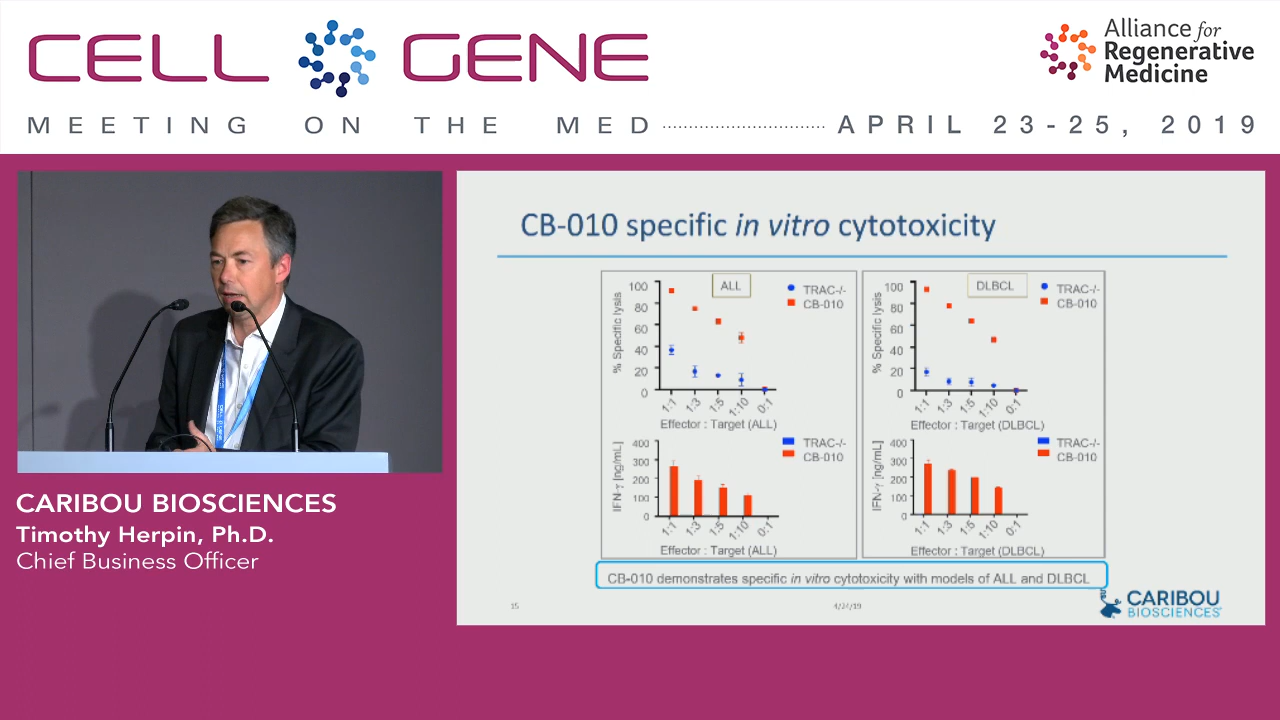 CELL GENE
MEETING ON THE MED
APRIL 23-25, 2019
Alliance for
Regenerative
Medicine
CARIBOU BIOSCIENCES
Timothy Herpin, Ph.D.
Chief Business Officer
CB-010 specific in vitro cytotoxicity
ALL
TRAC-/-
CB-010
% Specific lysis
100
80
60
40
20
0
1:1 1:3 1:5 1:10 0:1
Effector : Target (ALL)
DLBCL
TRAC-/-
CB-010
% Specific lysis
100
80
60
40
20
0
1:1 1:3 1:5 1:10 0:1
Effector : Target (DLBCL)
TRAC-/-
CB-010
IFN-γ [ng/mL]
400
300
200
100
0
1:1 1:3 1:5 1:10 0:1
Effector : Target (ALL)
TRAC-/-
CB-010
IFN-γ [ng/mL]
400
300
200
100
0
1:1 1:3 1:5 1:10 0:1
Effector : Target (DLBCL)
CB-010 demonstrates specific in vitro cytotoxicity with models of ALL and DLBCL
15
4/24/19
CARIBOU
BIOSCIENCES